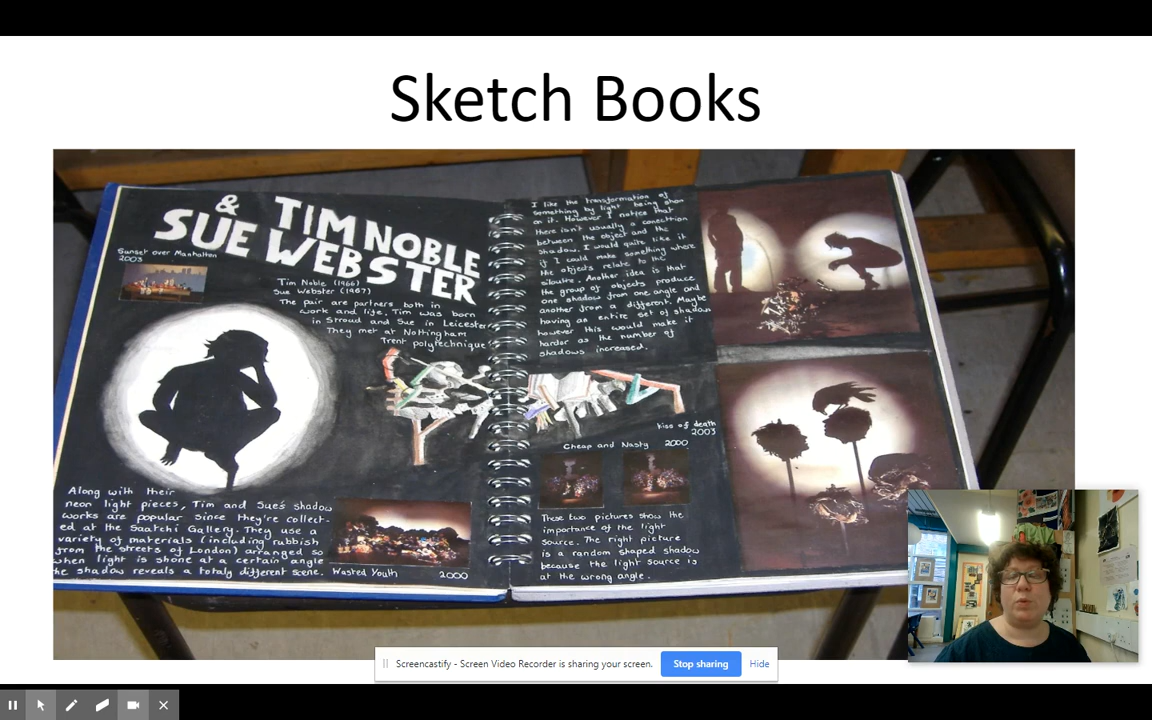 Sketch Books
&
TIM NOBLE
SUE WEBSTER
Sunset over Manhattan
2003
Tim Noble (1966)
Sue Webster (1967)
The pair are partners both in
work and life. Tim was born
in Stroud and Sue in Leicester
They met at Nottingham
Trent polytechnique
Along with their
neon light pieces, Tim and Sue's shadow
works are popular since they're collect-
ed at the Saatchi Gallery. They use a
variety of materials (including rubbish
from the streets of London) arranged so
when light is shone at a certain angle
the shadow reveals a totaly different scene.
Wasted Youth 2000
I like the transformation of
something by light being shon
on it. However I notice that
there isn't usually a conecttion
between the object and the
shadow. I would quite like it
if I could make something where
the objects relate to the
siloutte. Another idea is that
the group of objects produce
one shadow from one angle and
another from a different. Maybe
having an entire set of shadows
however this would make it
harder as the number of
shadows increased.
kiss of death
2003
Cheap and Nasty 2000
These two pictures show the
importance of the light
source. The right picture
is a random shaped shadow
because the light source is
at the wrong angle.
Screencastify - Screen Video Recorder is sharing your screen.
Stop sharing
Hide